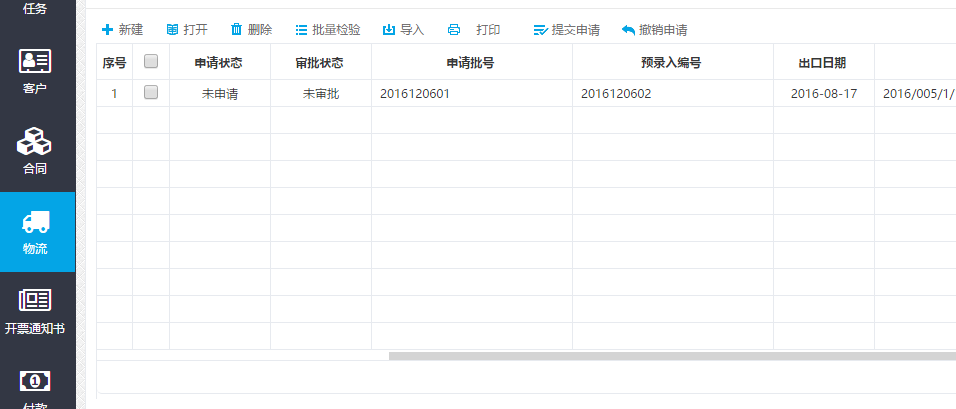 任务
客户
合同
物流
开票通知书
付款
新建 打开 删除 批量检验 导入 打印 提交申请 撤销申请
序号 申请状态 审批状态 申请批号 预录入编号 出口日期
1 未申请 未审批 2016120601 2016120602 2016-08-17 2016/005/1/